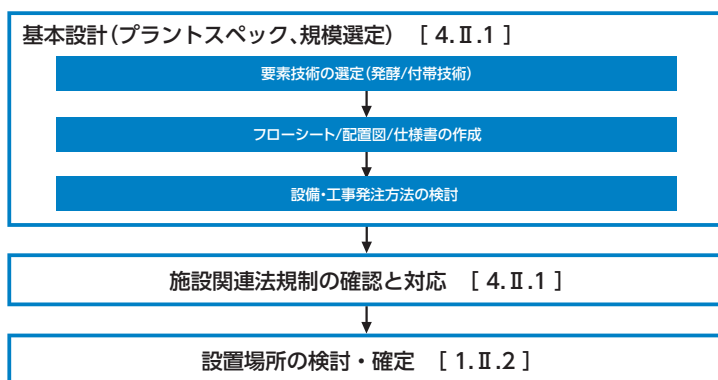 基本設計(プラントスペック、規模選定) [ 4.Ⅱ.1 ]
要素技術の選定(発酵/付帯技術)
フローシート/配置図/仕様書の作成
設備・工事発注方法の検討
施設関連法規制の確認と対応 [ 4.Ⅱ.1 ]
設置場所の検討・確定 [ 1.Ⅱ.2 ]